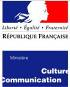 Liberté • Égalité • Fraternité
RÉPUBLIQUE FRANÇAISE
Ministère
Culture
Communication